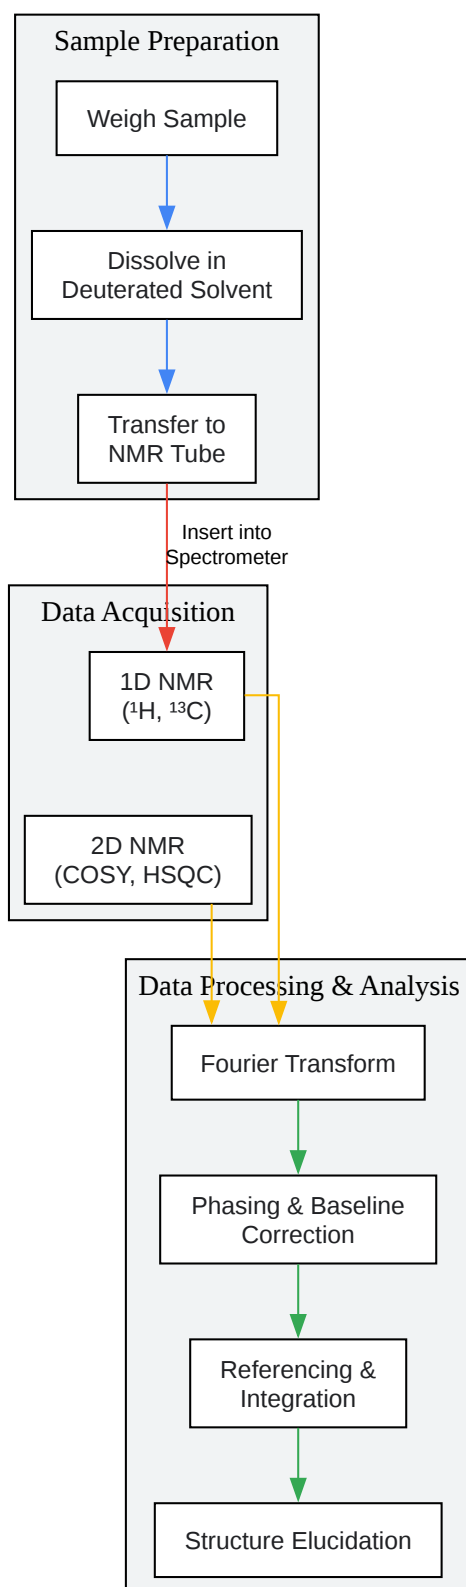 Sample Preparation
Weigh Sample
Dissolve in
Deuterated Solvent
Transfer to
NMR Tube
Insert into
Spectrometer
Data Acquisition
1D NMR
(¹H, ¹³C)
2D NMR
(COSY, HSQC)
Data Processing & Analysis
Fourier Transform
Phasing & Baseline
Correction
Referencing &
Integration
Structure Elucidation